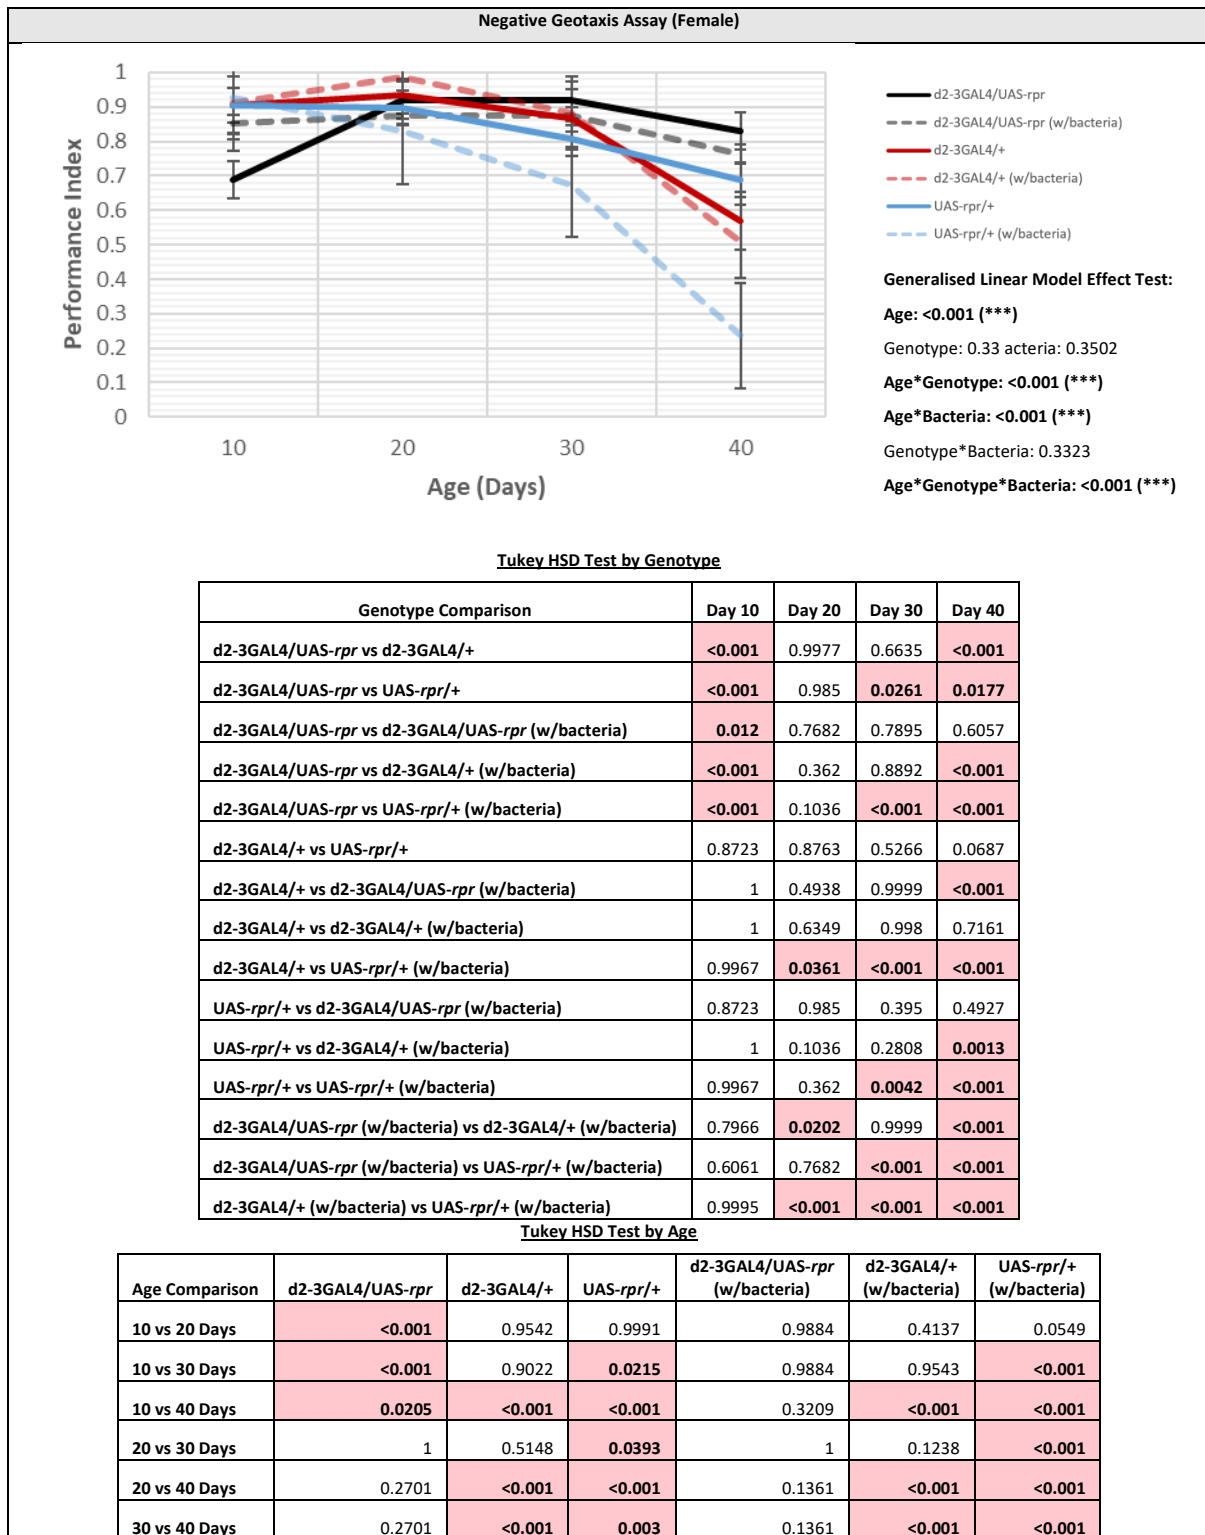 Negative Geotaxis Assay (Female)
1
0.9
0.8
0.7
0.6
0.5
0.4
0.3
0.2
0.1
0
Performance Index
10 20 30 40
Age (Days)
d2-3GAL4/UAS-rpr
d2-3GAL4/UAS-rpr (w/bacteria)
d2-3GAL4/+
d2-3GAL4/+ (w/bacteria)
UAS-rpr/+
UAS-rpr/+ (w/bacteria)
Generalised Linear Model Effect Test:
Age: <0.001 (***)
Genotype: 0.33 acteria: 0.3502
Age*Genotype: <0.001 (***)
Age*Bacteria: <0.001 (***)
Genotype*Bacteria: 0.3323
Age*Genotype*Bacteria: <0.001 (***)
Tukey HSD Test by Genotype
Genotype Comparison Day 10 Day 20 Day 30 Day 40
d2-3GAL4/UAS-rpr vs d2-3GAL4/+ <0.001 0.9977 0.6635 <0.001
d2-3GAL4/UAS-rpr vs UAS-rpr/+ <0.001 0.985 0.0261 0.0177
d2-3GAL4/UAS-rpr vs d2-3GAL4/UAS-rpr (w/bacteria) 0.012 0.7682 0.7895 0.6057
d2-3GAL4/UAS-rpr vs d2-3GAL4/+ (w/bacteria) <0.001 0.362 0.8892 <0.001
d2-3GAL4/UAS-rpr vs UAS-rpr/+ (w/bacteria) <0.001 0.1036 <0.001 <0.001
d2-3GAL4/+ vs UAS-rpr/+ 0.8723 0.8763 0.5266 0.0687
d2-3GAL4/+ vs d2-3GAL4/UAS-rpr (w/bacteria) 1 0.4938 0.9999 <0.001
d2-3GAL4/+ vs d2-3GAL4/+ (w/bacteria) 1 0.6349 0.998 0.7161
d2-3GAL4/+ vs UAS-rpr/+ (w/bacteria) 0.9967 0.0361 <0.001 <0.001
UAS-rpr/+ vs d2-3GAL4/UAS-rpr (w/bacteria) 0.8723 0.985 0.395 0.4927
UAS-rpr/+ vs d2-3GAL4/+ (w/bacteria) 1 0.1036 0.2808 0.0013
UAS-rpr/+ vs UAS-rpr/+ (w/bacteria) 0.9967 0.362 0.0042 <0.001
d2-3GAL4/UAS-rpr (w/bacteria) vs d2-3GAL4/+ (w/bacteria) 0.7966 0.0202 0.9999 <0.001
d2-3GAL4/UAS-rpr (w/bacteria) vs UAS-rpr/+ (w/bacteria) 0.6061 0.7682 <0.001 <0.001
d2-3GAL4/+ (w/bacteria) vs UAS-rpr/+ (w/bacteria) 0.9995 <0.001 <0.001 <0.001
Tukey HSD Test by Age
d2-3GAL4/UAS-rpr d2-3GAL4/+ UAS-rpr/+
Age Comparison d2-3GAL4/UAS-rpr d2-3GAL4/+ UAS-rpr/+ (w/bacteria) (w/bacteria) (w/bacteria)
10 vs 20 Days <0.001 0.9542 0.9991 0.9884 0.4137 0.0549
10 vs 30 Days <0.001 0.9022 0.0215 0.9884 0.9543 <0.001
10 vs 40 Days 0.0205 <0.001 <0.001 0.3209 <0.001 <0.001
20 vs 30 Days 1 0.5148 0.0393 1 0.1238 <0.001
20 vs 40 Days 0.2701 <0.001 <0.001 0.1361 <0.001 <0.001
30 vs 40 Days 0.2701 <0.001 0.003 0.1361 <0.001 <0.001